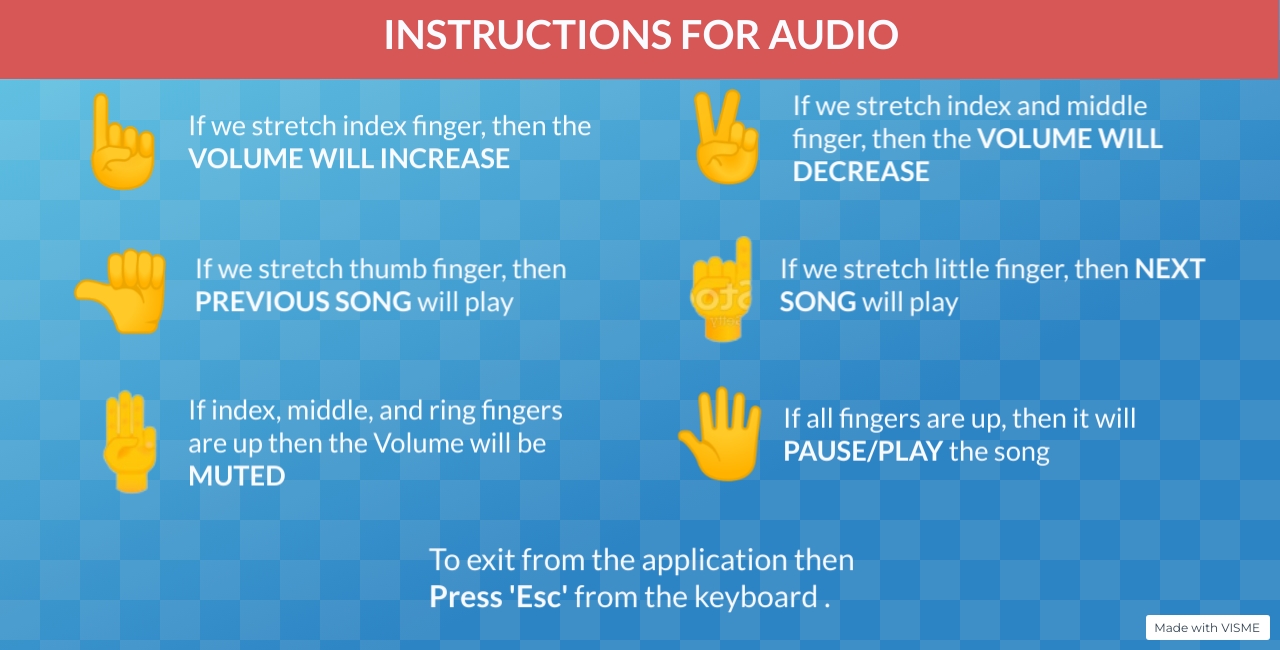 INSTRUCTIONS FOR AUDIO
If we stretch index finger, then the
VOLUME WILL INCREASE
If we stretch index and middle
finger, then the VOLUME WILL
DECREASE
If we stretch thumb finger, then
PREVIOUS SONG will play
If we stretch little finger, then NEXT
SONG will play
If index, middle, and ring fingers
are up then the Volume will be
MUTED
If all fingers are up, then it will
PAUSE/PLAY the song
To exit from the application then
Press 'Esc' from the keyboard .
Made with VISME